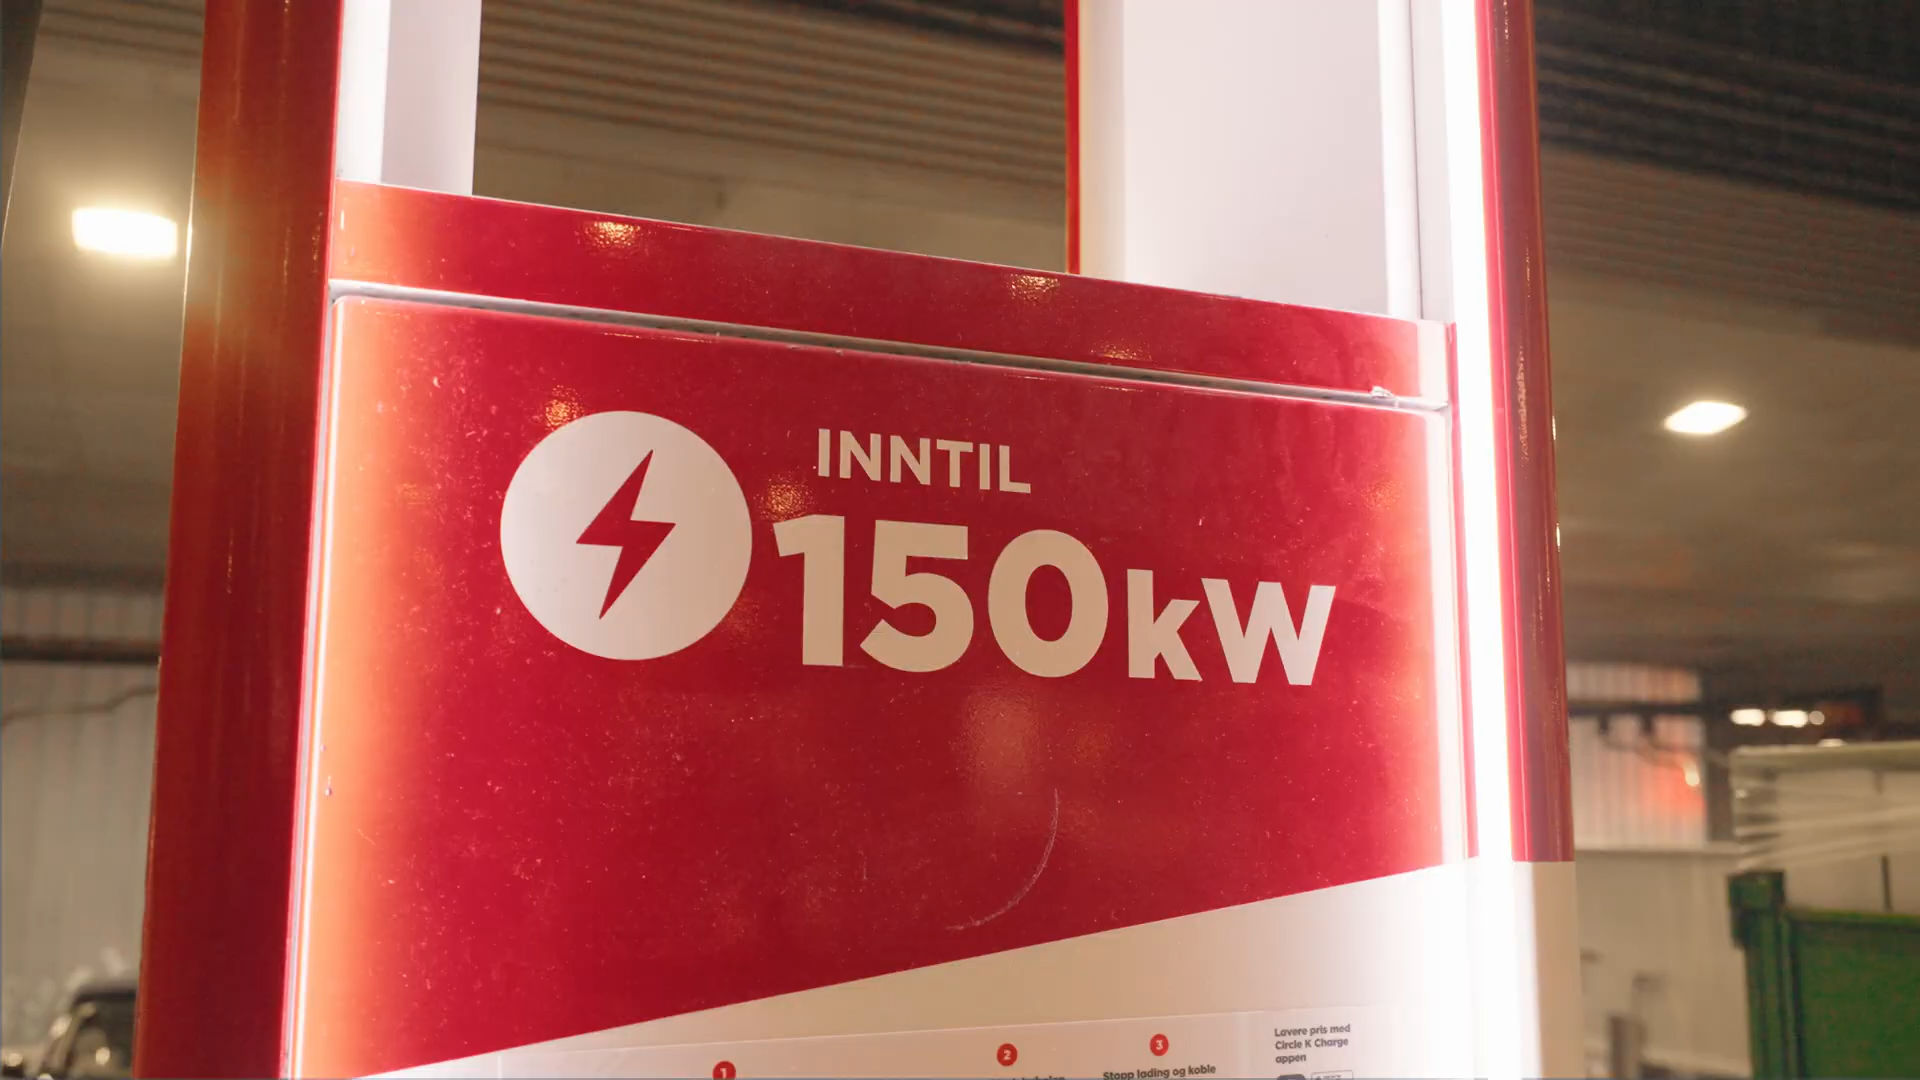 INNTIL
150kW
1
2
3
Stopp lading og koble
Lavere pris med
Circle K Charge
appen